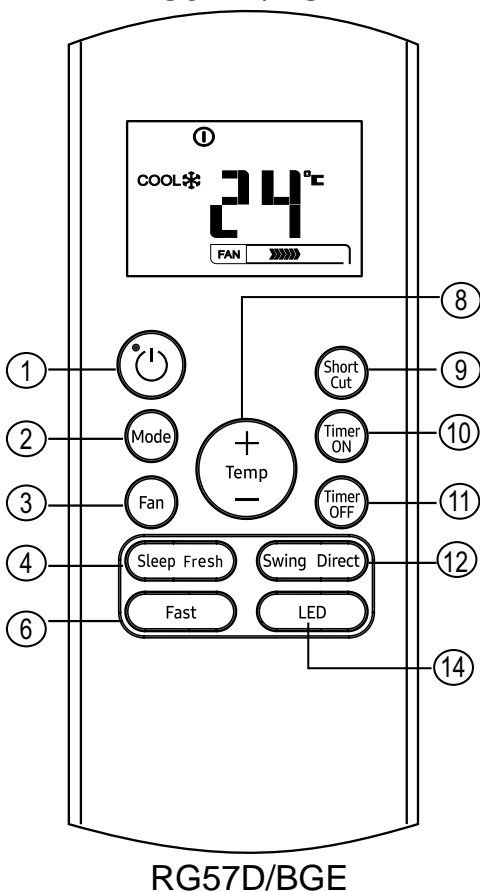 COOL
24°C
FAN
8
1
Short
Cut
9
2
Mode
Timer
ON
10
+
Temp
−
3
Fan
Timer
OFF
11
4
Sleep Fresh
Swing Direct
12
6
Fast
LED
14
RG57D/BGE